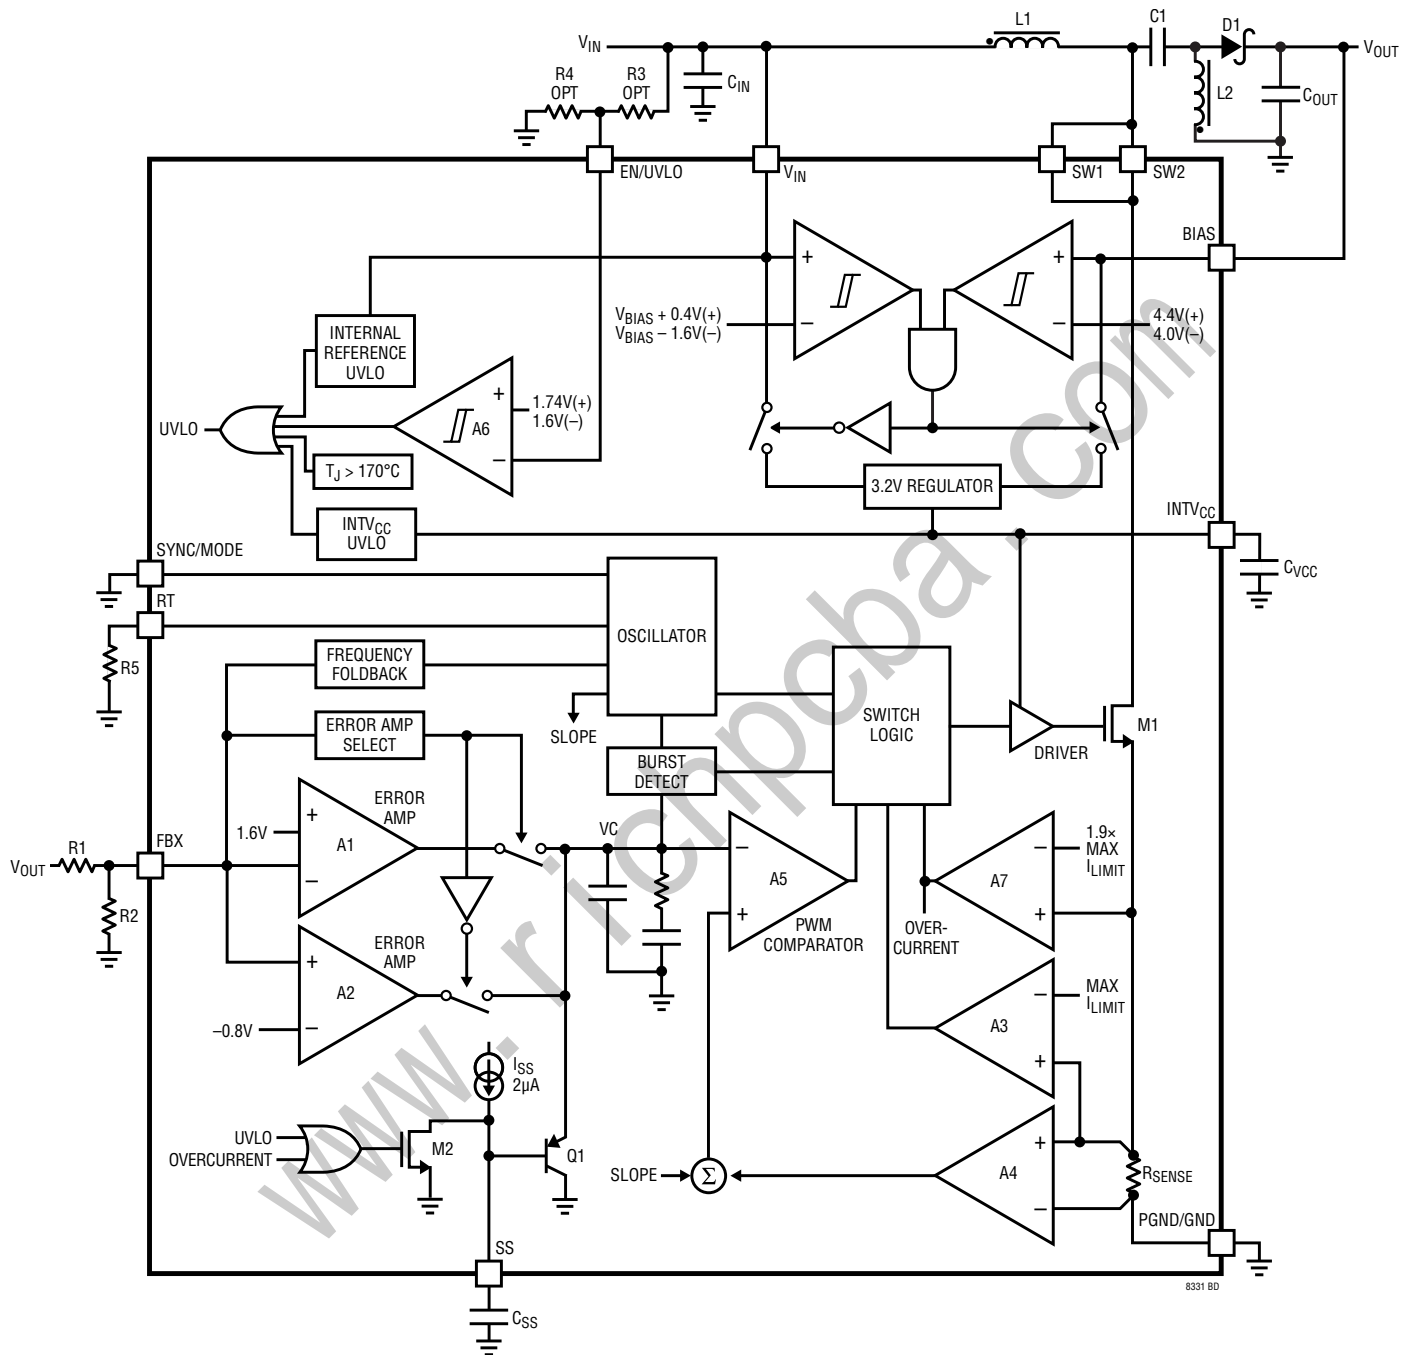 L1
C1
D1
VIN
VOUT
R4
OPT
R3
OPT
CIN
L2
COUT
EN/UVLO
VIN
SW1
SW2
BIAS
+
+
VBIAS + 0.4V(+)
VBIAS – 1.6V(–)
–
–
4.4V(+)
4.0V(–)
INTERNAL
REFERENCE
UVLO
+
1.74V(+)
1.6V(–)
UVLO
A6
–
TJ > 170°C
3.2V REGULATOR
INTVCC
UVLO
INTVCC
CVCC
SYNC/MODE
RT
R5
OSCILLATOR
FREQUENCY
FOLDBACK
SLOPE
ERROR AMP
SELECT
SWITCH
LOGIC
M1
DRIVER
BURST
DETECT
ERROR
AMP
+
1.6V
A1
–
VC
FBX
VOUT
R1
R2
–
A5
+
PWM
COMPARATOR
1.9×
MAX
ILIMIT
–
A7
+
OVER-
CURRENT
ERROR
AMP
+
A2
–
–0.8V
–
MAX
ILIMIT
A3
+
ISS
2µA
UVLO
OVERCURRENT
M2
Q1
SLOPE
Σ
+
A4
–
RSENSE
PGND/GND
SS
CSS
8331 BD
www.richpcba.com